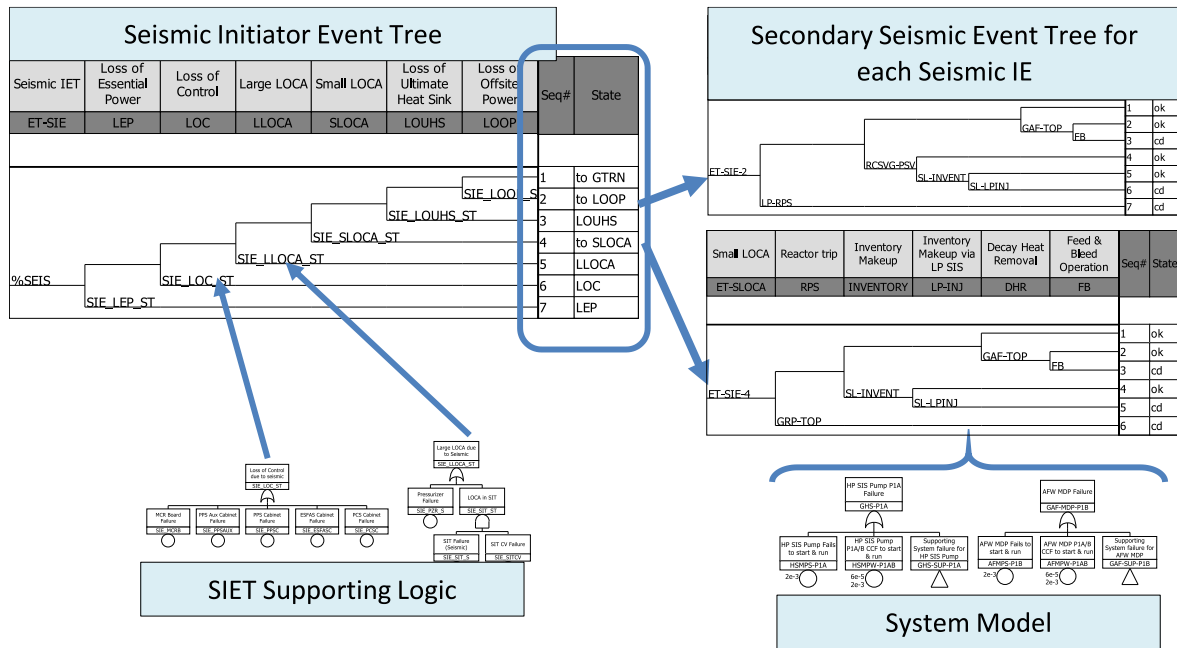 Seismic Initiator Event Tree
Seismic IET
Loss of
Essential
Power
Loss of
Control
Large LOCA
Small LOCA
Loss of
Ultimate
Heat Sink
Loss of
Offsite
Power
Seq#
State
ET-SIE
LEP
LOC
LLOCA
SLOCA
LOUHS
LOOP
%SEIS
SIE_LEP_ST
SIE_LOC_ST
SIE_LLOCA_ST
SIE_SLOCA_ST
SIE_LOUHS_ST
SIE_LOOP_S
1 to GTRN
2 to LOOP
3 LOUHS
4 to SLOCA
5 LLOCA
6 LOC
7 LEP
Secondary Seismic Event Tree for
each Seismic IE
ET-SIE-2
LP-RPS
RCSVG-PSV
SL-INVENT
SL-LPINJ
GAF-TOP
FB
1 ok
2 ok
3 cd
4 ok
5 ok
6 cd
7 cd
Small LOCA
Reactor trip
Inventory
Makeup
Inventory
Makeup via
LP SIS
Decay Heat
Removal
Feed &
Bleed
Operation
Seq#
State
ET-SLOCA
RPS
INVENTORY
LP-INJ
DHR
FB
ET-SIE-4
GRP-TOP
SL-INVENT
SL-LPINJ
GAF-TOP
FB
1 ok
2 ok
3 cd
4 ok
5 cd
6 cd
Loss of Control
due to seismic
SIE_LOC_ST
MCR Board
Failure
SIE_MCRB
PPS Aux Cabinet
Failure
SIE_PPSAUX
PPS Cabinet
Failure
SIE_PPSC
ESFAS Cabinet
Failure
SIE_ESFASC
PCS Cabinet
Failure
SIE_PCSC
Large LOCA due
to Seismic
SIE_LLOCA_ST
Pressurizer
Failure
SIE_PZR_S
LOCA in SIT
SIE_SIT_ST
SIT Failure
(Seismic)
SIE_SIT_S
SIT CV Failure
SIE_SITCV
SIET Supporting Logic
HP SIS Pump P1A
Failure
GHS-P1A
HP SIS Pump Fails
to start & run
HSMPS-P1A
2e-3
HP SIS Pump
P1A/B CCF to start
& run
HSMPW-P1AB
6e-5
2e-3
Supporting
System failure for
HP SIS Pump
GHS-SUP-P1A
AFW MDP Failure
GAF-MDP-P1B
AFW MDP Fails to
start & run
AFMPS-P1B
2e-3
AFW MDP P1A/B
CCF to start & run
AFMPW-P1AB
6e-5
2e-3
Supporting
System failure for
AFW MDP
GAF-SUP-P1B
System Model